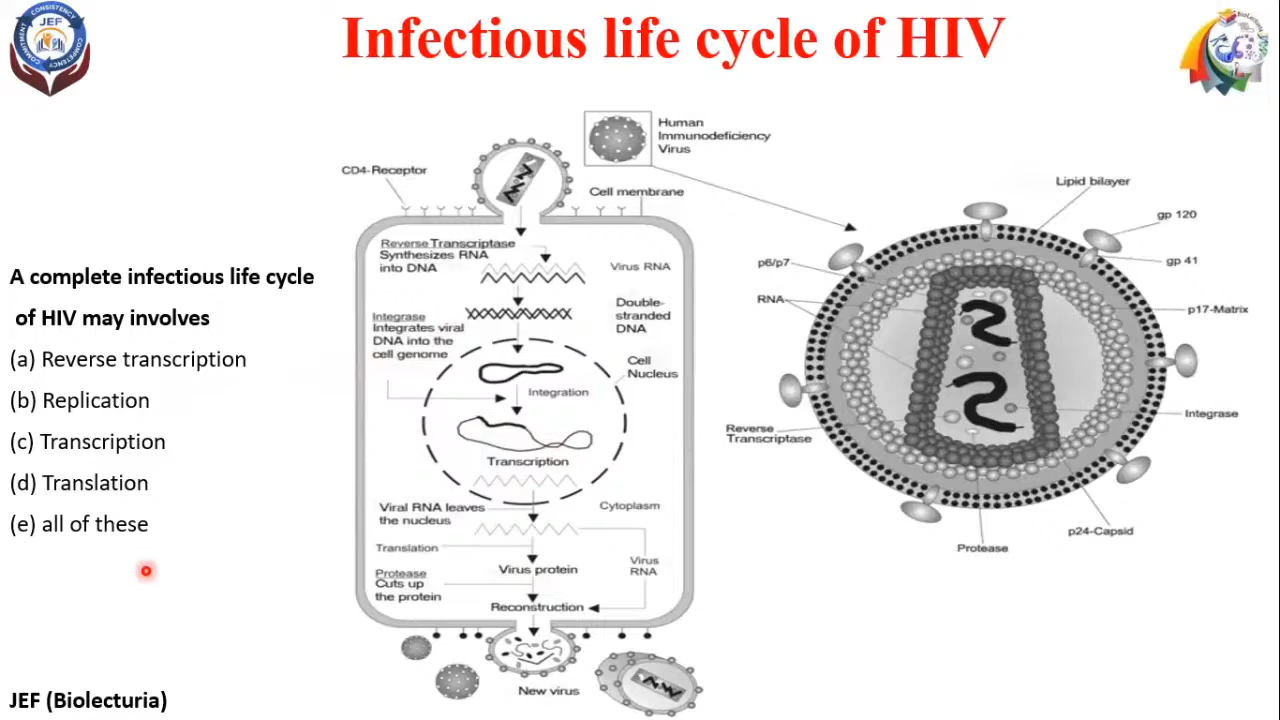 Infectious life cycle of HIV
CONSISTENCY
JEF
COMMITMENT
COMPETENCY
A complete infectious life cycle
of HIV may involves
(a) Reverse transcription
(b) Replication
(c) Transcription
(d) Translation
(e) all of these
JEF (Biolecturia)
Human
Immunodeficiency
Virus
CD4-Receptor
Cell membrane
Reverse Transcriptase
Synthesizes RNA
into DNA
Virus RNA
Double-
stranded
DNA
Integrase
Integrates viral
DNA into the
cell genome
Cell
Nucleus
Integration
Transcription
Viral RNA leaves
the nucleus
Cytoplasm
Translation
Virus protein
Virus
RNA
Protease
Cuts up
the protein
Reconstruction
New virus
Lipid bilayer
gp 120
gp 41
p6/p7
RNA
p17-Matrix
Integrase
Reverse
Transcriptase
p24-Capsid
Protease